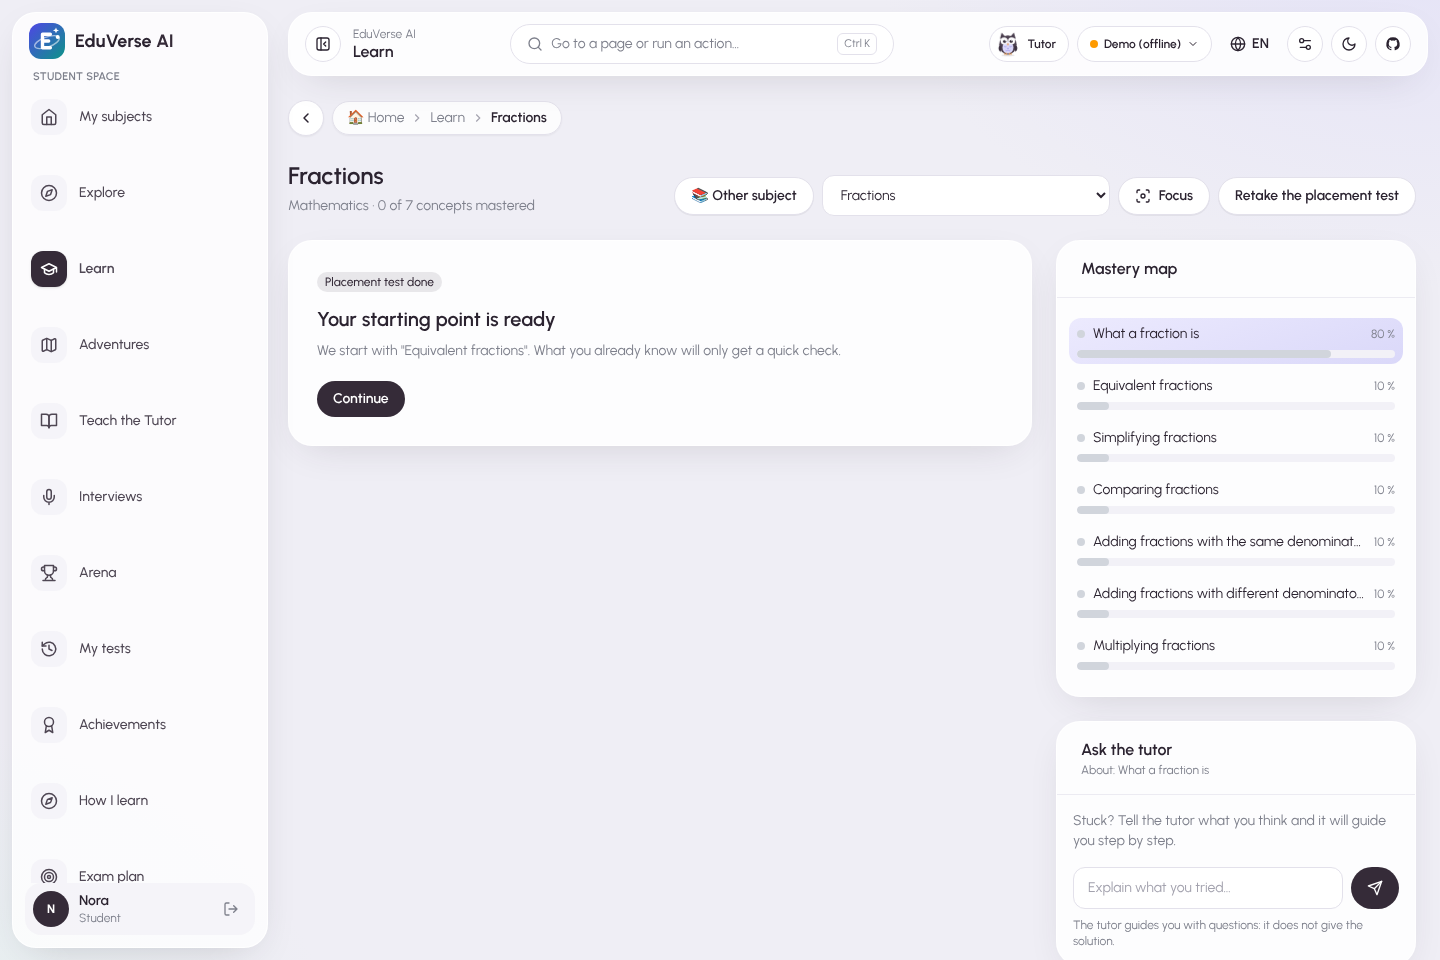 EduVerse AI
STUDENT SPACE
My subjects
Explore
Learn
Adventures
Teach the Tutor
Interviews
Arena
My tests
Achievements
How I learn
Exam plan
N
Nora
Student
EduVerse AI
Learn
Go to a page or run an action...
Ctrl K
Tutor
Demo (offline)
EN
Home
Learn
Fractions
Fractions
Mathematics · 0 of 7 concepts mastered
Other subject
Fractions
Focus
Retake the placement test
Placement test done
Your starting point is ready
We start with "Equivalent fractions". What you already know will only get a quick check.
Continue
Mastery map
What a fraction is 80 %
Equivalent fractions 10 %
Simplifying fractions 10 %
Comparing fractions 10 %
Adding fractions with the same denominat... 10 %
Adding fractions with different denominato... 10 %
Multiplying fractions 10 %
Ask the tutor
About: What a fraction is
Stuck? Tell the tutor what you think and it will guide
you step by step.
Explain what you tried...
The tutor guides you with questions: it does not give the
solution.